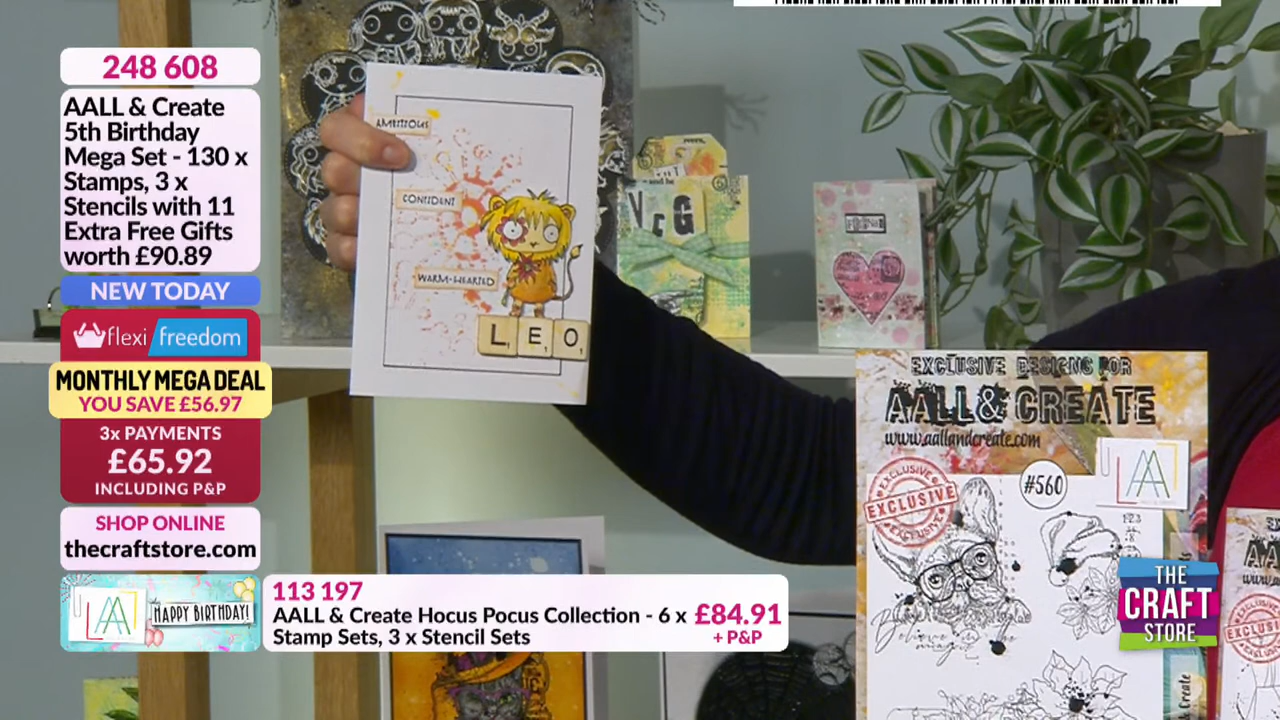 248 608
AALL & Create
5th Birthday
Mega Set - 130 x
Stamps, 3 x
Stencils with 11
Extra Free Gifts
worth £90.89
NEW TODAY
flexi freedom
MONTHLY MEGA DEAL
YOU SAVE £56.97
3x PAYMENTS
£65.92
INCLUDING P&P
SHOP ONLINE
thecraftstore.com
HAPPY BIRTHDAY!
113 197
AALL & Create Hocus Pocus Collection - 6 x
Stamp Sets, 3 x Stencil Sets
£84.91
+ P&P
AMBITIOUS
CONFIDENT
WARM-HEARTED
LEO
EXCLUSIVE DESIGNS FOR
AALL & CREATE
www.aallandcreate.com
EXCLUSIVE
EXCLUSIVE
EXCLUSIVE
#560
THE
CRAFT
STORE